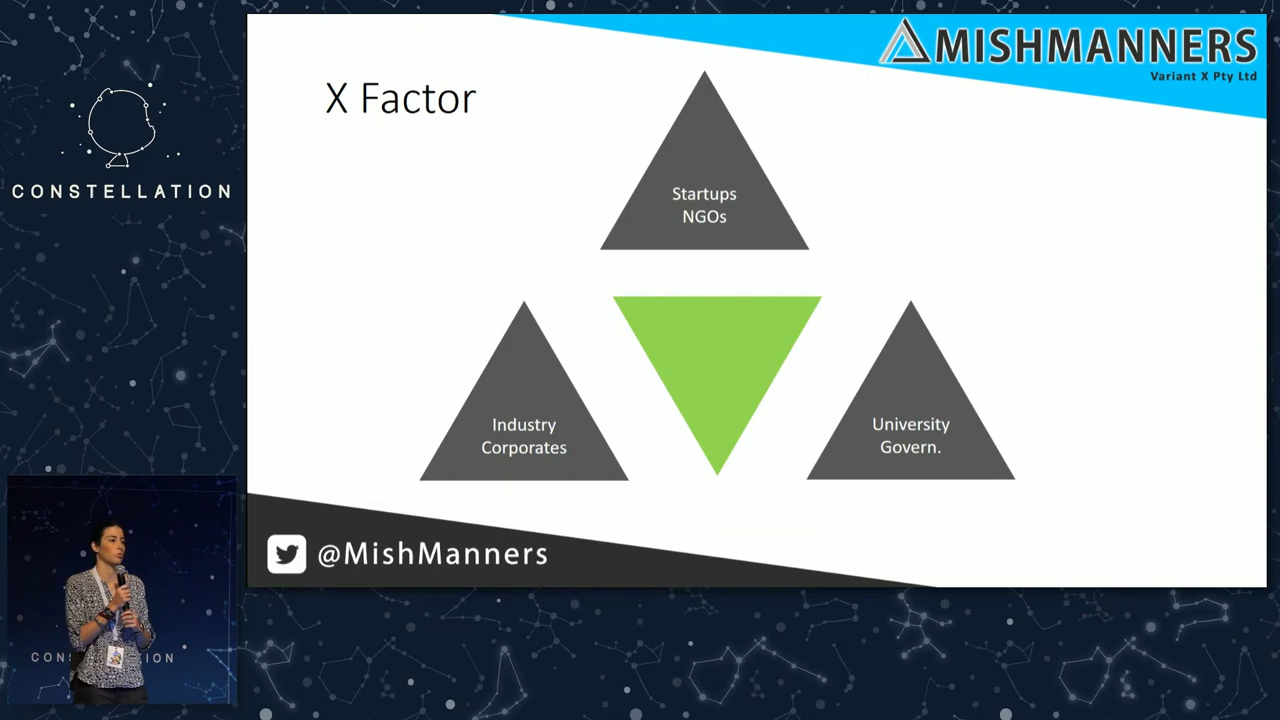 CONSTELLATION
MISHMANNERS
Variant X Pty Ltd
X Factor
Startups
NGOs
Industry
Corporates
University
Govern.
@MishManners